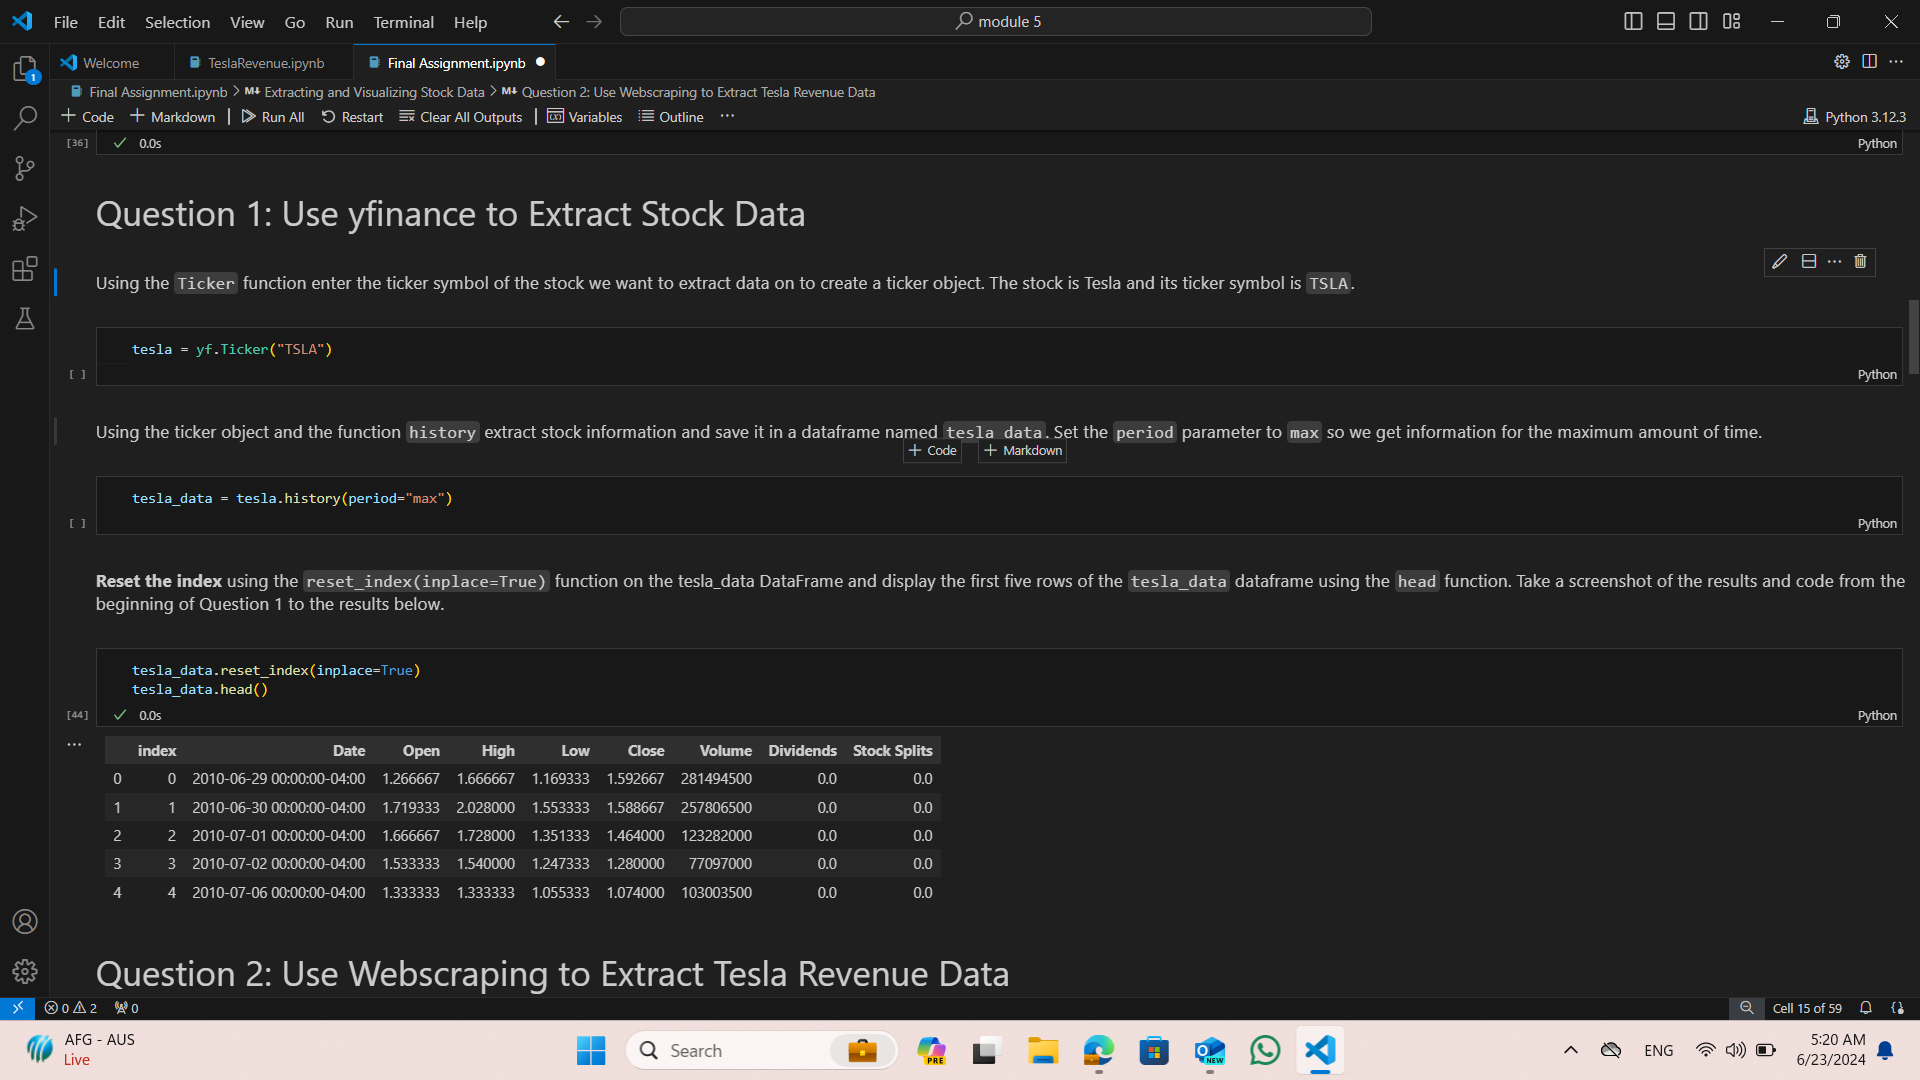 File Edit Selection View Go Run Terminal Help
module 5
Welcome TeslaRevenue.ipynb Final Assignment.ipynb
Final Assignment.ipynb > M↓ Extracting and Visualizing Stock Data > M↓ Question 2: Use Webscraping to Extract Tesla Revenue Data
+ Code + Markdown | Run All Restart Clear All Outputs | Variables Outline ...
Python 3.12.3
[36] ✓ 0.0s Python
Question 1: Use yfinance to Extract Stock Data
Using the Ticker function enter the ticker symbol of the stock we want to extract data on to create a ticker object. The stock is Tesla and its ticker symbol is TSLA.
tesla = yf.Ticker("TSLA")
[ ] Python
Using the ticker object and the function history extract stock information and save it in a dataframe named tesla_data. Set the period parameter to max so we get information for the maximum amount of time.
+ Code + Markdown
tesla_data = tesla.history(period="max")
[ ] Python
Reset the index using the reset_index(inplace=True) function on the tesla_data DataFrame and display the first five rows of the tesla_data dataframe using the head function. Take a screenshot of the results and code from the
beginning of Question 1 to the results below.
tesla_data.reset_index(inplace=True)
tesla_data.head()
[44] ✓ 0.0s Python
...
index Date Open High Low Close Volume Dividends Stock Splits
0 0 2010-06-29 00:00:00-04:00 1.266667 1.666667 1.169333 1.592667 281494500 0.0 0.0
1 1 2010-06-30 00:00:00-04:00 1.719333 2.028000 1.553333 1.588667 257806500 0.0 0.0
2 2 2010-07-01 00:00:00-04:00 1.666667 1.728000 1.351333 1.464000 123282000 0.0 0.0
3 3 2010-07-02 00:00:00-04:00 1.533333 1.540000 1.247333 1.280000 77097000 0.0 0.0
4 4 2010-07-06 00:00:00-04:00 1.333333 1.333333 1.055333 1.074000 103003500 0.0 0.0
Question 2: Use Webscraping to Extract Tesla Revenue Data
1
0 2 0
Cell 15 of 59
AFG - AUS
Live
Search
PRE
NEW
ENG
5:20 AM
6/23/2024